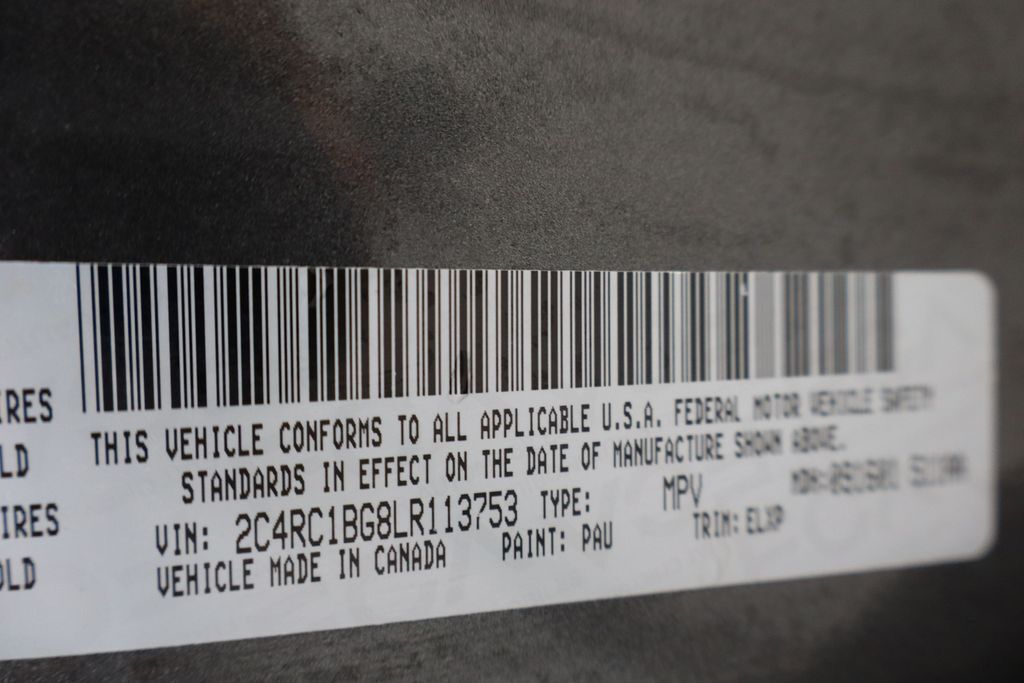 IRES
LD
IRES
OLD
THIS VEHICLE CONFORMS TO ALL APPLICABLE U.S.A. FEDERAL MOTOR VEHICLE SAFETY
STANDARDS IN EFFECT ON THE DATE OF MANUFACTURE SHOWN ABOVE.
VIN: 2C4RC1BG8LR113753 TYPE: MPV
VEHICLE MADE IN CANADA PAINT: PAU TRIM: ELXP